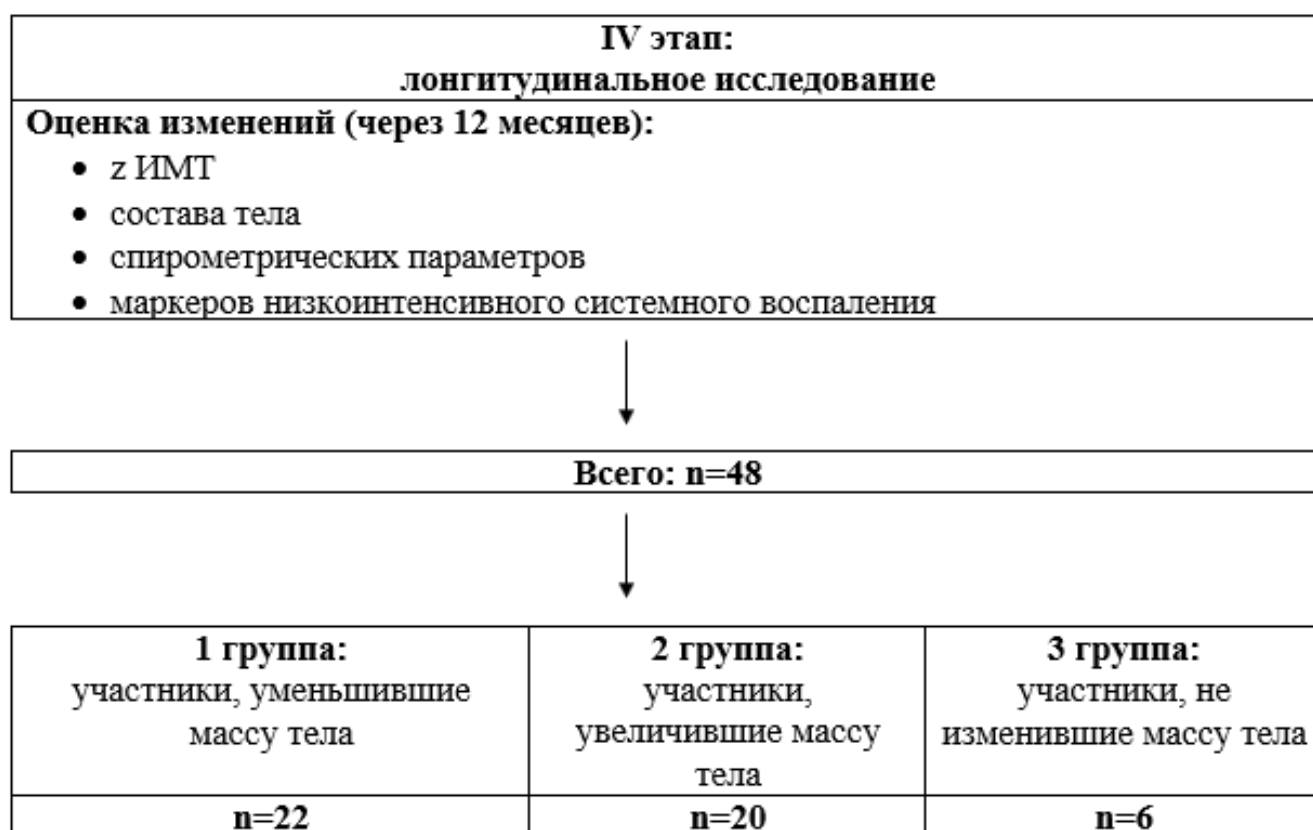 IV этап:
лонгитудинальное исследование
Оценка изменений (через 12 месяцев):
• z ИМТ
• состава тела
• спирометрических параметров
• маркеров низкоинтенсивного системного воспаления
Всего: n=48
1 группа:
участники, уменьшившие
массу тела
2 группа:
участники,
увеличившие массу
тела
3 группа:
участники, не
изменившие массу тела
n=22
n=20
n=6